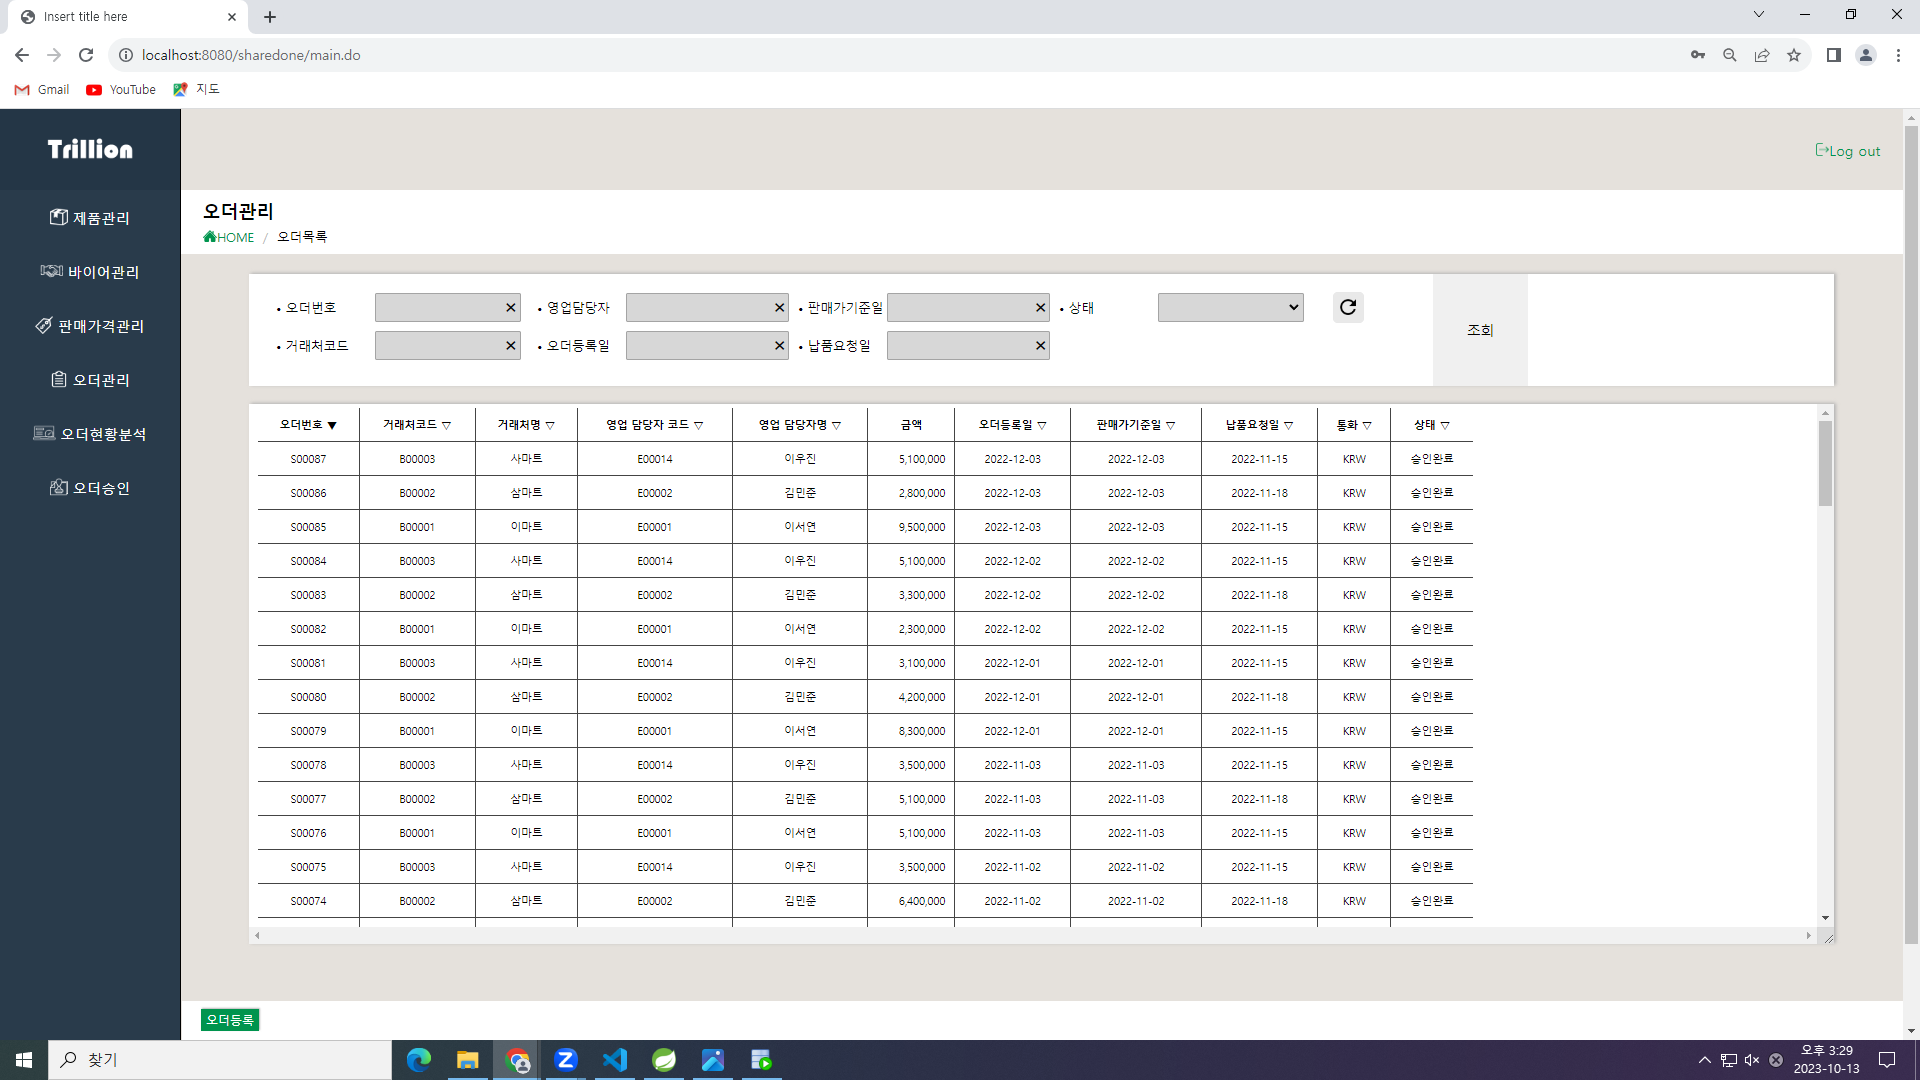 Insert title here
localhost:8080/sharedone/main.do
Gmail YouTube 지도
Trillion
Log out
제품관리
바이어관리
판매가격관리
오더관리
오더현황분석
오더승인
오더관리
HOME / 오더목록
• 오더번호 • 영업담당자 • 판매가기준일 • 상태
• 거래처코드 • 오더등록일 • 납품요청일
조회
오더번호 ▼ 거래처코드 ▽ 거래처명 ▽ 영업 담당자 코드 ▽ 영업 담당자명 ▽ 금액 오더등록일 ▽ 판매가기준일 ▽ 납품요청일 ▽ 통화 ▽ 상태 ▽
S00087 B00003 사마트 E00014 이우진 5,100,000 2022-12-03 2022-12-03 2022-11-15 KRW 승인완료
S00086 B00002 삼마트 E00002 김민준 2,800,000 2022-12-03 2022-12-03 2022-11-18 KRW 승인완료
S00085 B00001 이마트 E00001 이서연 9,500,000 2022-12-03 2022-12-03 2022-11-15 KRW 승인완료
S00084 B00003 사마트 E00014 이우진 5,100,000 2022-12-02 2022-12-02 2022-11-15 KRW 승인완료
S00083 B00002 삼마트 E00002 김민준 3,300,000 2022-12-02 2022-12-02 2022-11-18 KRW 승인완료
S00082 B00001 이마트 E00001 이서연 2,300,000 2022-12-02 2022-12-02 2022-11-15 KRW 승인완료
S00081 B00003 사마트 E00014 이우진 3,100,000 2022-12-01 2022-12-01 2022-11-15 KRW 승인완료
S00080 B00002 삼마트 E00002 김민준 4,200,000 2022-12-01 2022-12-01 2022-11-18 KRW 승인완료
S00079 B00001 이마트 E00001 이서연 8,300,000 2022-12-01 2022-12-01 2022-11-15 KRW 승인완료
S00078 B00003 사마트 E00014 이우진 3,500,000 2022-11-03 2022-11-03 2022-11-15 KRW 승인완료
S00077 B00002 삼마트 E00002 김민준 5,100,000 2022-11-03 2022-11-03 2022-11-18 KRW 승인완료
S00076 B00001 이마트 E00001 이서연 5,100,000 2022-11-03 2022-11-03 2022-11-15 KRW 승인완료
S00075 B00003 사마트 E00014 이우진 3,500,000 2022-11-02 2022-11-02 2022-11-15 KRW 승인완료
S00074 B00002 삼마트 E00002 김민준 6,400,000 2022-11-02 2022-11-02 2022-11-18 KRW 승인완료
오더등록
찾기
오후 3:29
2023-10-13